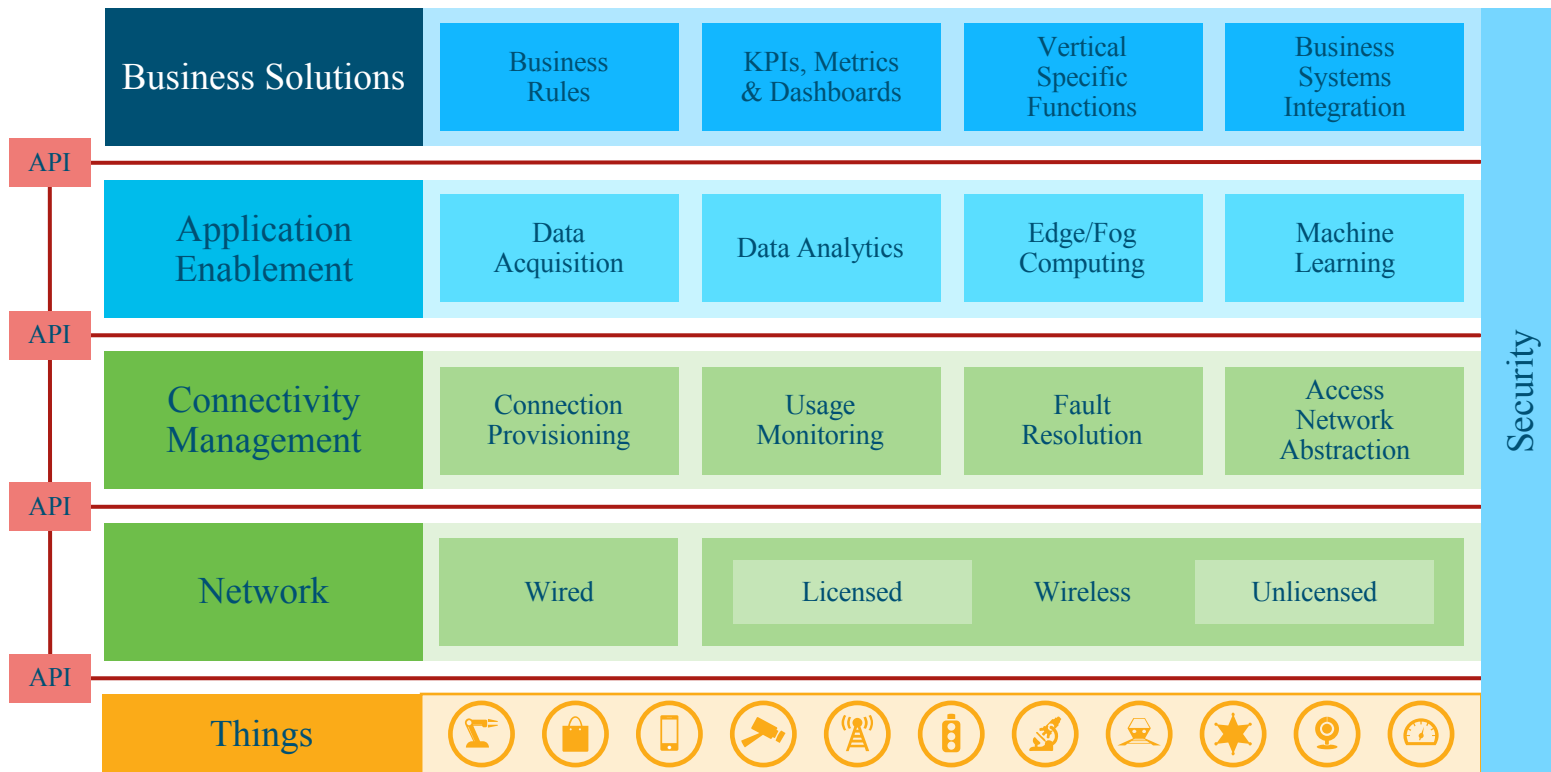 Business Solutions
Business
Rules
KPIs, Metrics
& Dashboards
Vertical
Specific
Functions
Business
Systems
Integration
API
Application
Enablement
Data
Acquisition
Data Analytics
Edge/Fog
Computing
Machine
Learning
API
Connectivity
Management
Connection
Provisioning
Usage
Monitoring
Fault
Resolution
Access
Network
Abstraction
API
Network
Wired
Licensed
Wireless
Unlicensed
API
Things
Security